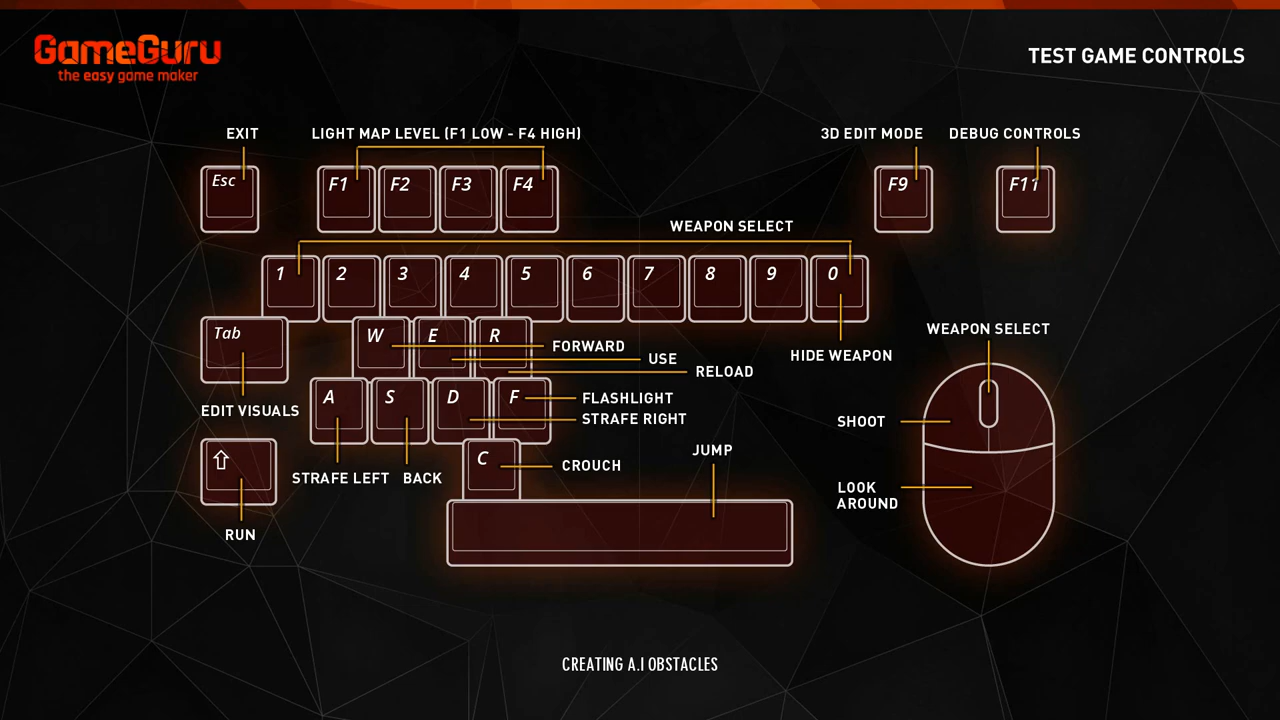 GameGuru
the easy game maker
TEST GAME CONTROLS
EXIT
LIGHT MAP LEVEL (F1 LOW - F4 HIGH)
3D EDIT MODE
DEBUG CONTROLS
Esc
F1
F2
F3
F4
F9
F11
WEAPON SELECT
1
2
3
4
5
6
7
8
9
0
Tab
W
E
R
FORWARD
USE
RELOAD
HIDE WEAPON
WEAPON SELECT
EDIT VISUALS
A
S
D
F
FLASHLIGHT
STRAFE RIGHT
SHOOT
STRAFE LEFT
BACK
C
CROUCH
JUMP
LOOK
AROUND
RUN
CREATING A.I OBSTACLES